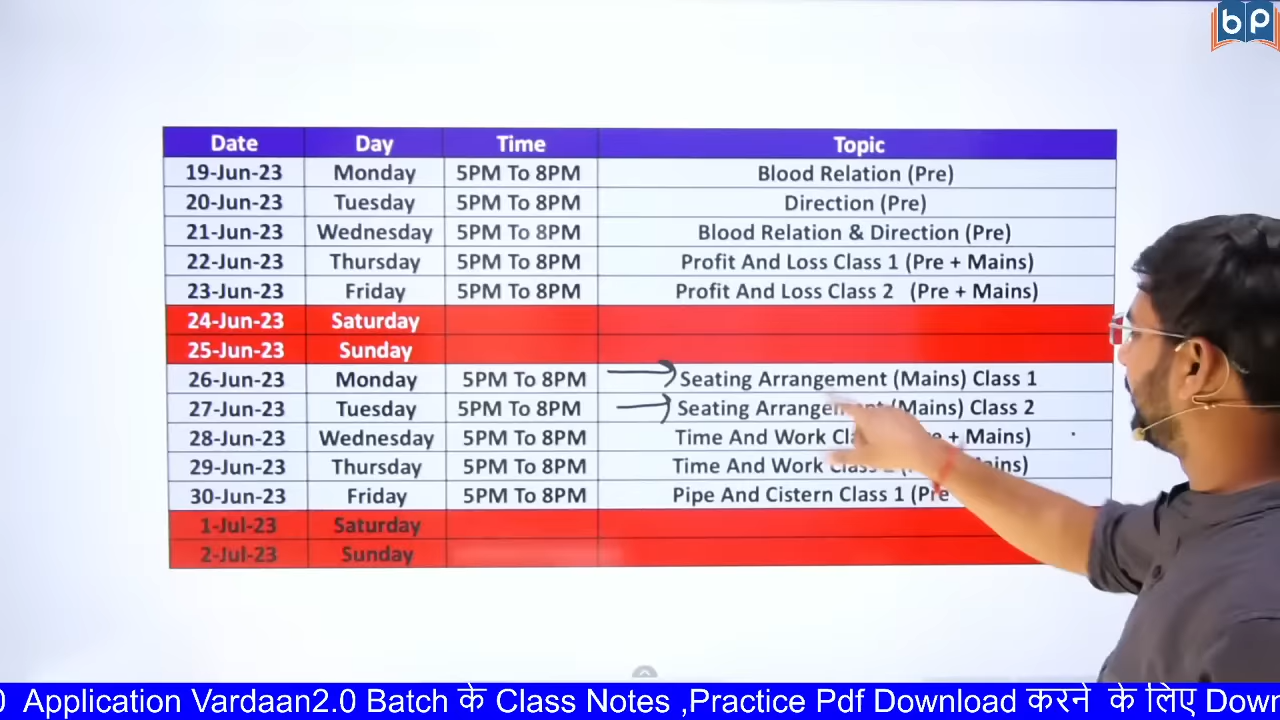 bp
Date Day Time Topic
19-Jun-23 Monday 5PM To 8PM Blood Relation (Pre)
20-Jun-23 Tuesday 5PM To 8PM Direction (Pre)
21-Jun-23 Wednesday 5PM To 8PM Blood Relation & Direction (Pre)
22-Jun-23 Thursday 5PM To 8PM Profit And Loss Class 1 (Pre + Mains)
23-Jun-23 Friday 5PM To 8PM Profit And Loss Class 2 (Pre + Mains)
24-Jun-23 Saturday
25-Jun-23 Sunday
26-Jun-23 Monday 5PM To 8PM Seating Arrangement (Mains) Class 1
27-Jun-23 Tuesday 5PM To 8PM Seating Arrangement (Mains) Class 2
28-Jun-23 Wednesday 5PM To 8PM Time And Work + Mains)
29-Jun-23 Thursday 5PM To 8PM Time And Work Class
30-Jun-23 Friday 5PM To 8PM Pipe And Cistern Class 1 (Pre
1-Jul-23 Saturday
2-Jul-23 Sunday
0 Application Vardaan2.0 Batch के Class Notes ,Practice Pdf Download करने के लिए Down